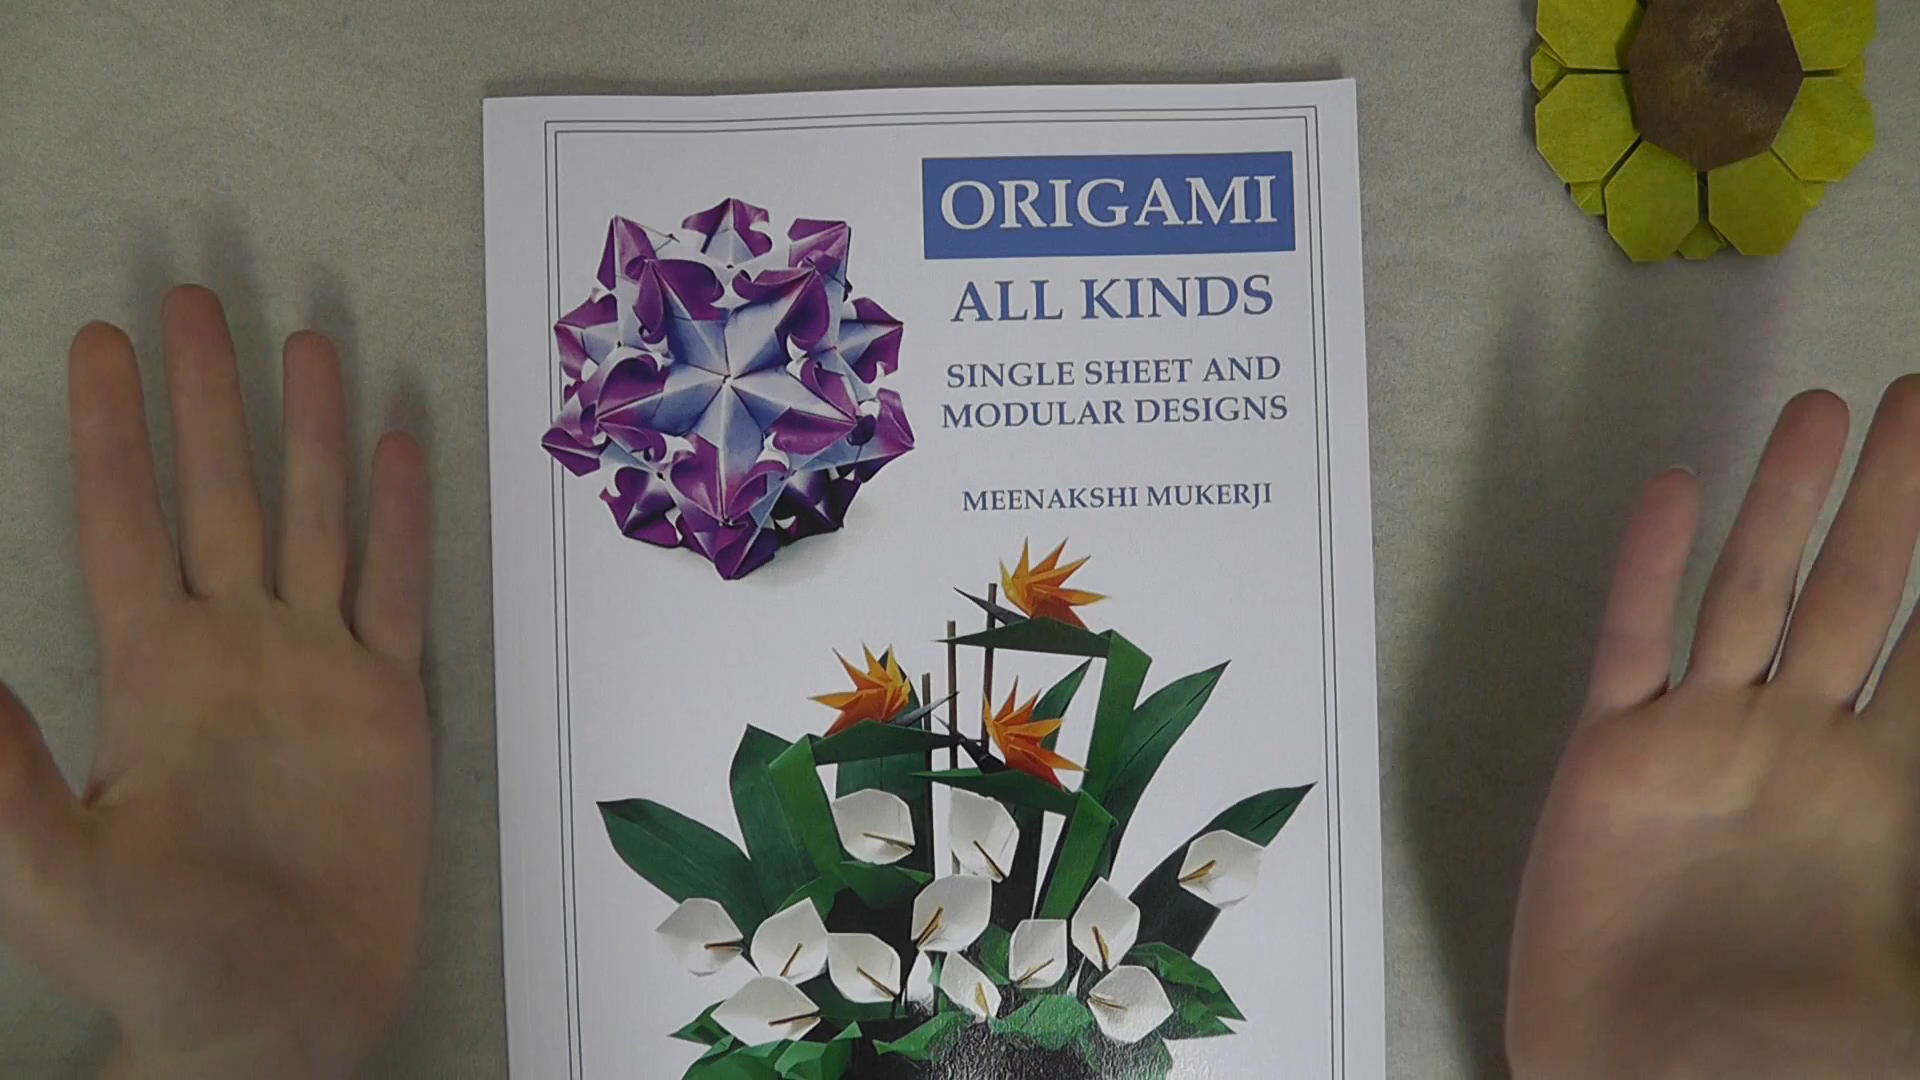 ORIGAMI
ALL KINDS
SINGLE SHEET AND
MODULAR DESIGNS
MEENAKSHI MUKERJI